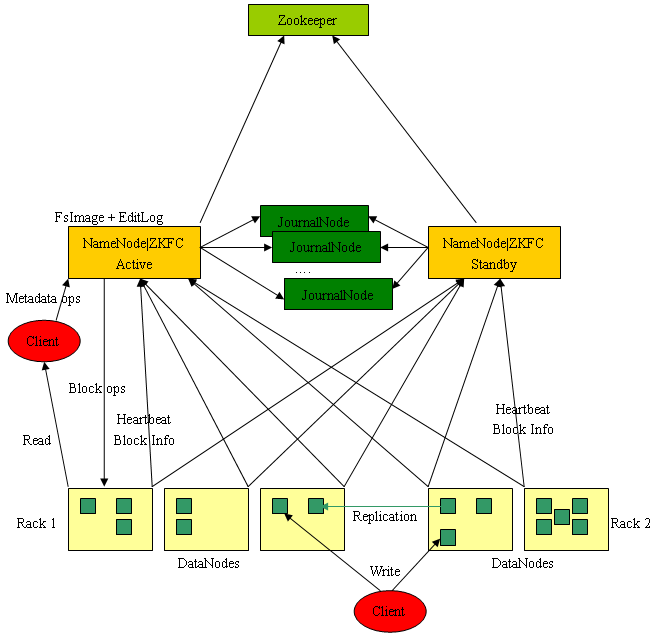 Zookeeper
FsImage + EditLog
JournalNode
NameNode|ZKFC
Active
JournalNode
NameNode|ZKFC
Standby
....
JournalNode
Metadata ops
Client
Block ops
Heartbeat
Block Info
Heartbeat
Block Info
Read
Rack 1
Replication
Rack 2
DataNodes
DataNodes
Write
Client